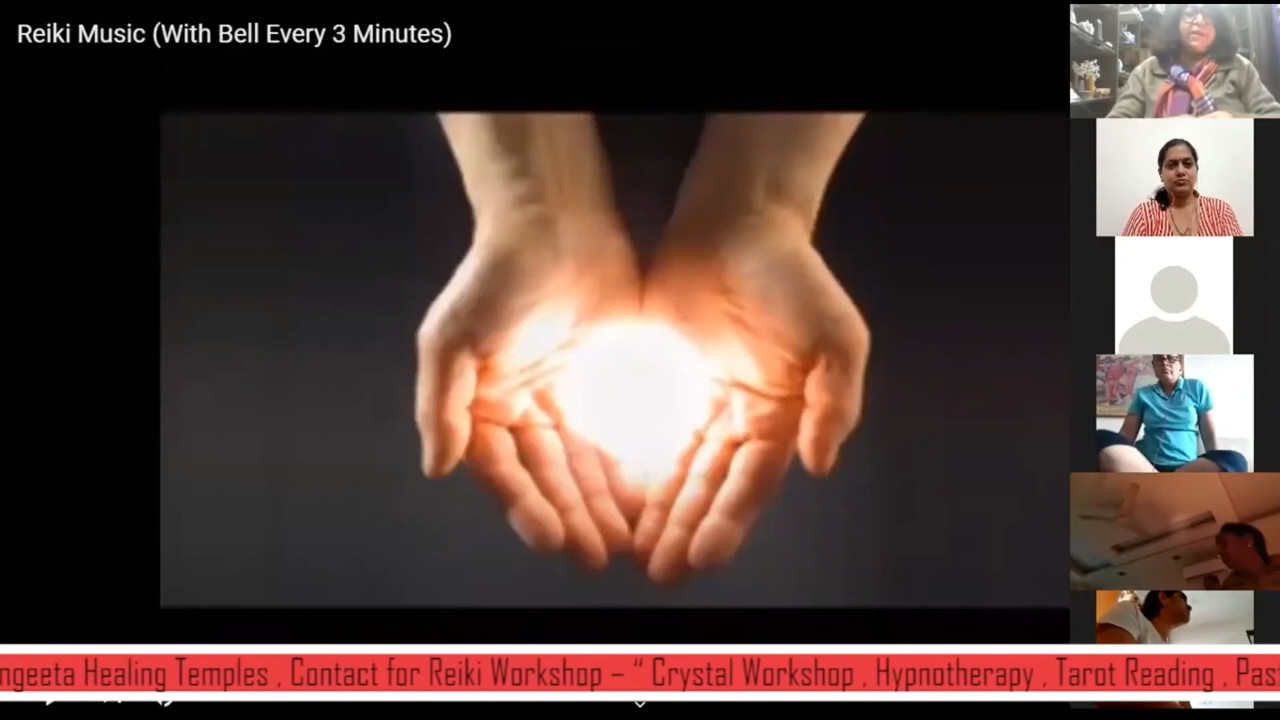 Reiki Music (With Bell Every 3 Minutes)
ngeeta Healing Temples , Contact for Reiki Workshop – “ Crystal Workshop , Hypnotherapy , Tarot Reading , Pas